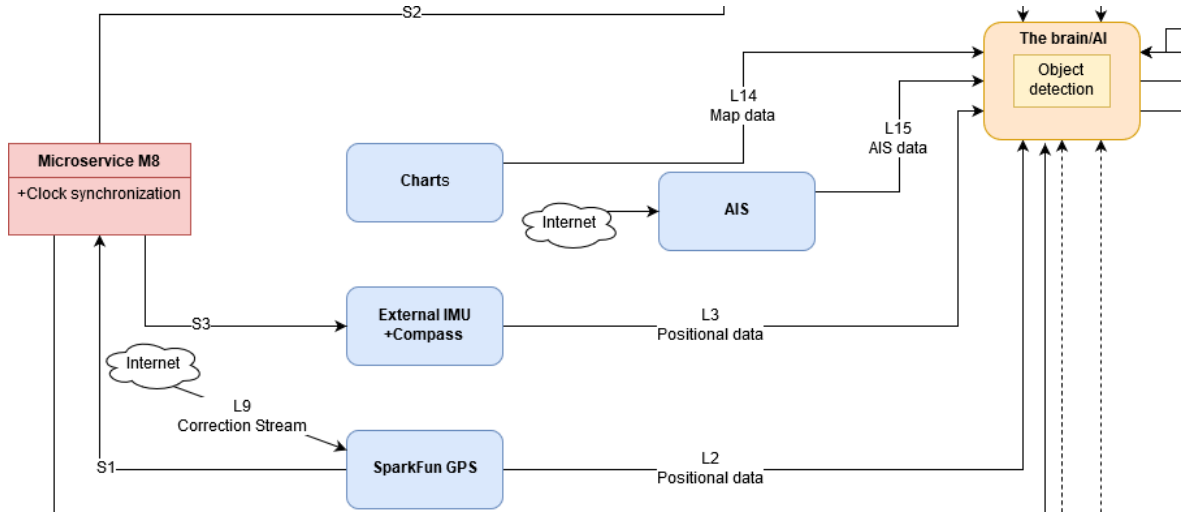 S2
The brain/AI
Object
detection
L14
Map data
L15
AIS data
Microservice M8
+Clock synchronization
Charts
AIS
Internet
External IMU
+Compass
S3
L3
Positional data
Internet
L9
Correction Stream
SparkFun GPS
S1
L2
Positional data